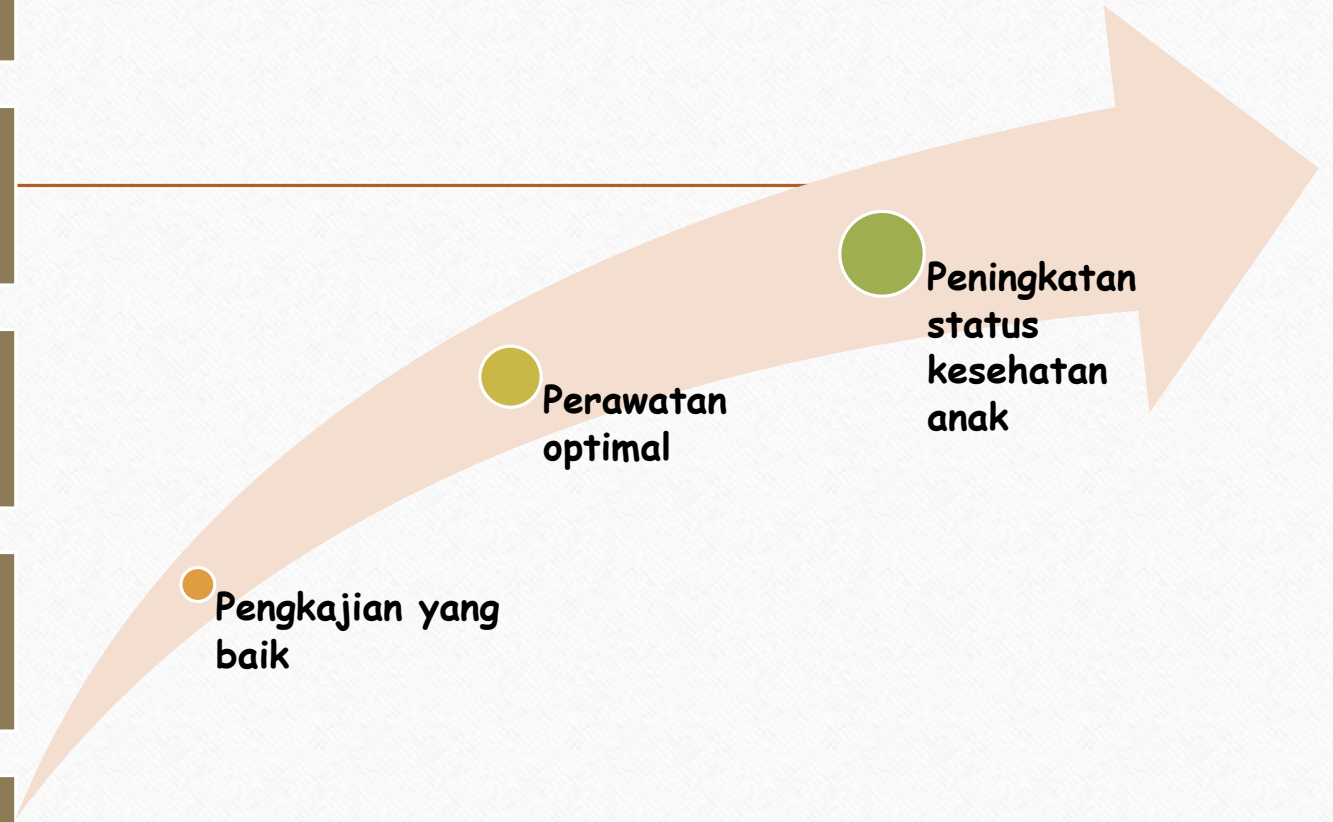 Peningkatan
status
kesehatan
anak
Perawatan
optimal
Pengkajian yang
baik